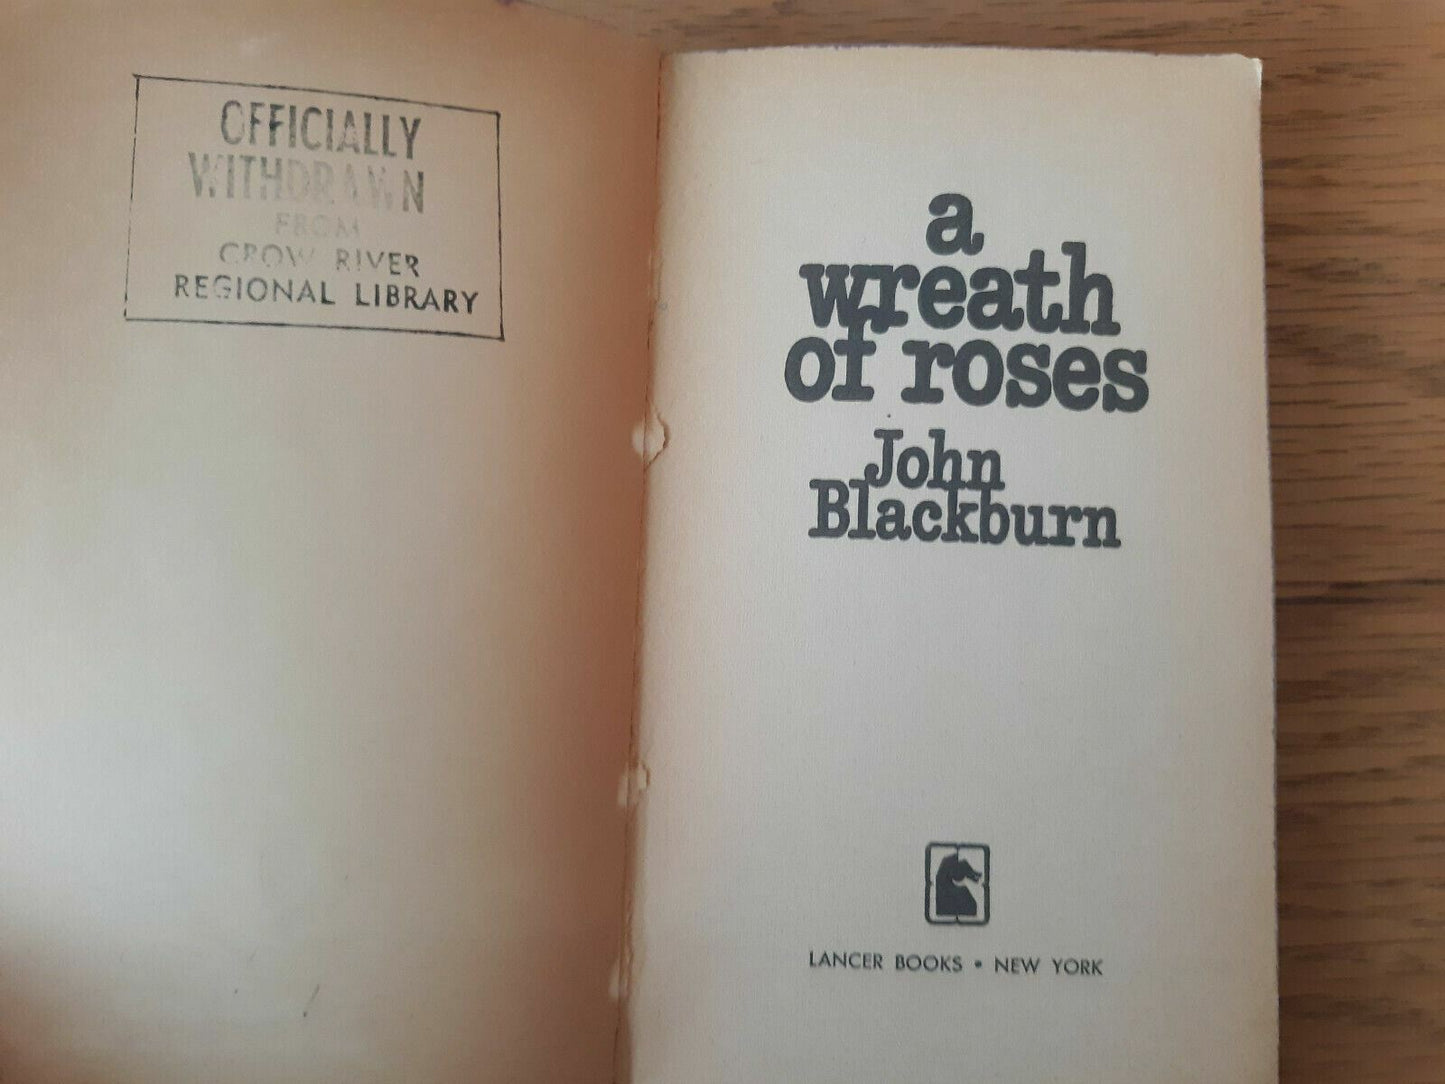 OFFICIALLY
WITHDRAWN
FROM
CROW RIVER
REGIONAL LIBRARY
a
wreath
of roses
John
Blackburn
LANCER BOOKS • NEW YORK